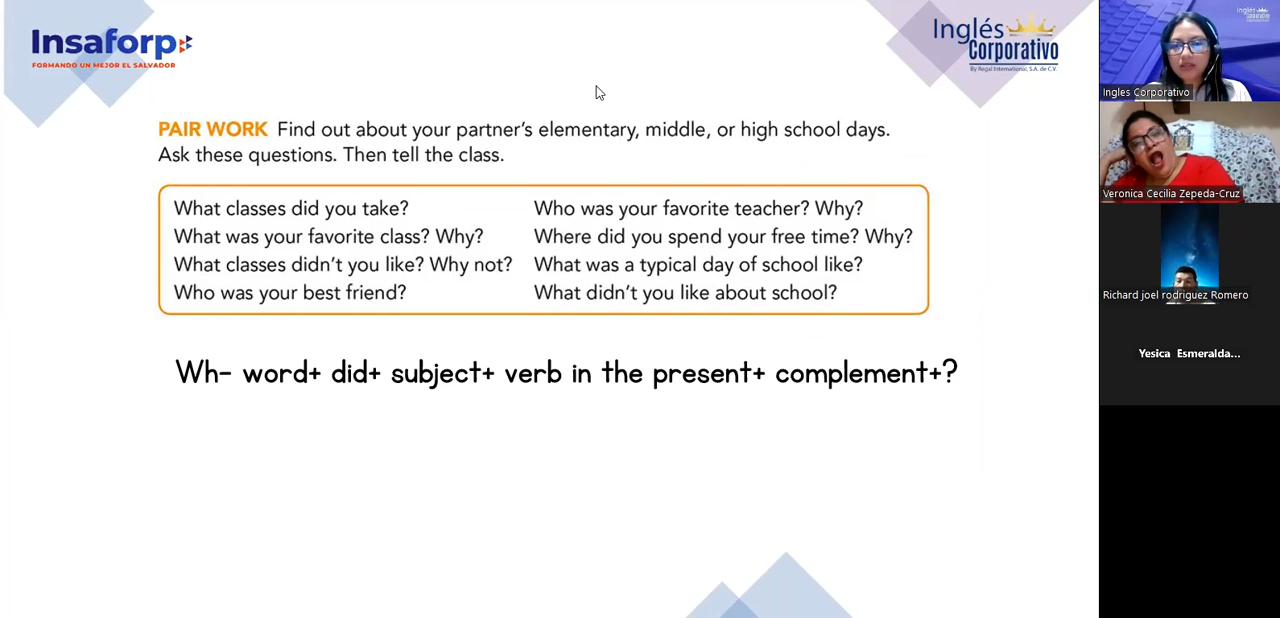 Insaforp
FORMANDO UN MEJOR EL SALVADOR
Inglés
Corporativo
By Regal International, S.A. de C.V.
PAIR WORK Find out about your partner's elementary, middle, or high school days.
Ask these questions. Then tell the class.
What classes did you take?
What was your favorite class? Why?
What classes didn't you like? Why not?
Who was your best friend?
Who was your favorite teacher? Why?
Where did you spend your free time? Why?
What was a typical day of school like?
What didn't you like about school?
Wh- word+ did+ subject+ verb in the present+ complement+?
Ingles Corporativo
Veronica Cecilia Zepeda-Cruz
Richard joel rodriguez Romero
Yesica Esmeralda...